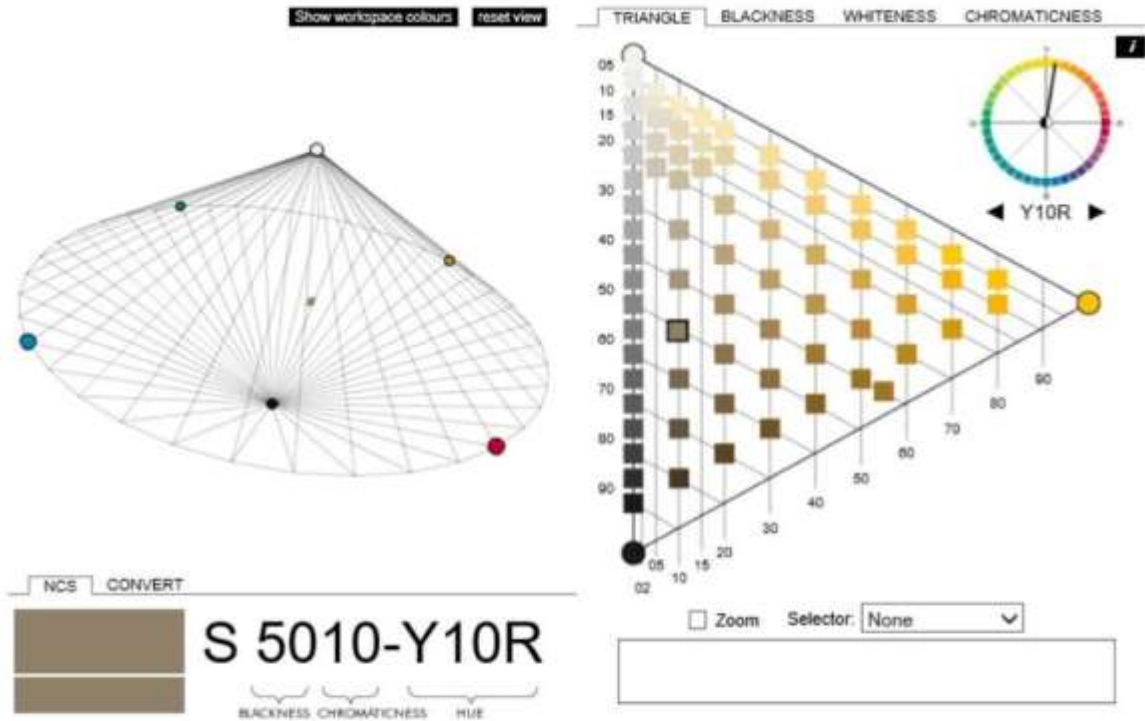 Show workspace colours reset view
TRIANGLE BLACKNESS WHITENESS CHROMATICNESS
i
05
10
15
20
30
40
50
60
70
80
90
Y10R
90
80
70
60
50
40
30
20
15
10
05
02
NCS CONVERT
S 5010-Y10R
BLACKNESS CHROMATICNESS HUE
Zoom Selector: None